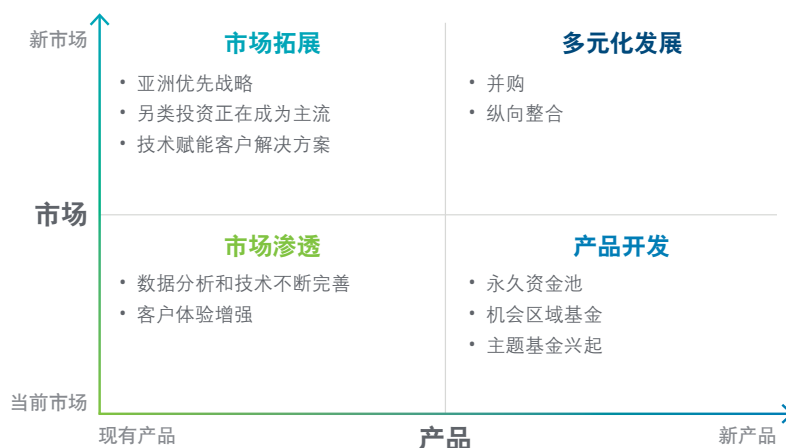 新市场
市场拓展
• 亚洲优先战略
• 另类投资正在成为主流
• 技术赋能客户解决方案
多元化发展
• 并购
• 纵向整合
市场
市场渗透
• 数据分析和技术不断完善
• 客户体验增强
产品开发
• 永久资金池
• 机会区域基金
• 主题基金兴起
当前市场
现有产品
产品
新产品